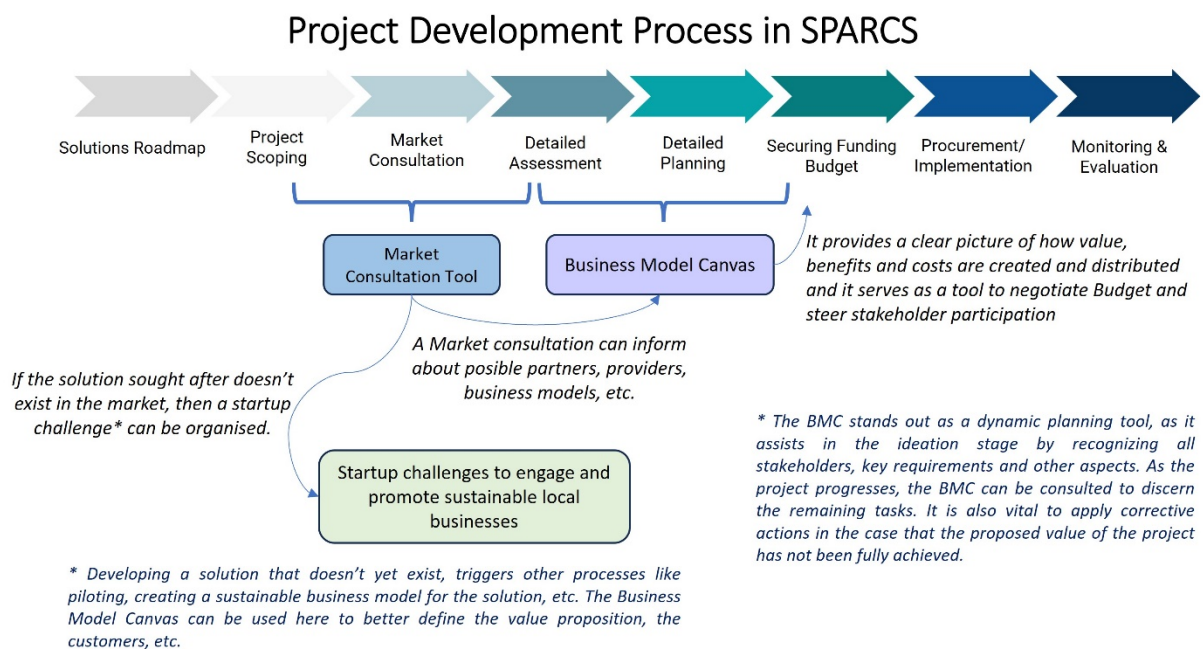 Project Development Process in SPARCS
Solutions Roadmap
Project
Scoping
Market
Consultation
Detailed
Assessment
Detailed
Planning
Securing Funding
Budget
Procurement/
Implementation
Monitoring &
Evaluation
Market
Consultation Tool
Business Model Canvas
It provides a clear picture of how value,
benefits and costs are created and distributed
and it serves as a tool to negotiate Budget and
steer stakeholder participation
A Market consultation can inform
about posible partners, providers,
business models, etc.
If the solution sought after doesn't
exist in the market, then a startup
challenge* can be organised.
Startup challenges to engage and
promote sustainable local
businesses
* The BMC stands out as a dynamic planning tool, as it
assists in the ideation stage by recognizing all
stakeholders, key requirements and other aspects. As the
project progresses, the BMC can be consulted to discern
the remaining tasks. It is also vital to apply corrective
actions in the case that the proposed value of the project
has not been fully achieved.
* Developing a solution that doesn't yet exist, triggers other processes like
piloting, creating a sustainable business model for the solution, etc. The Business
Model Canvas can be used here to better define the value proposition, the
customers, etc.